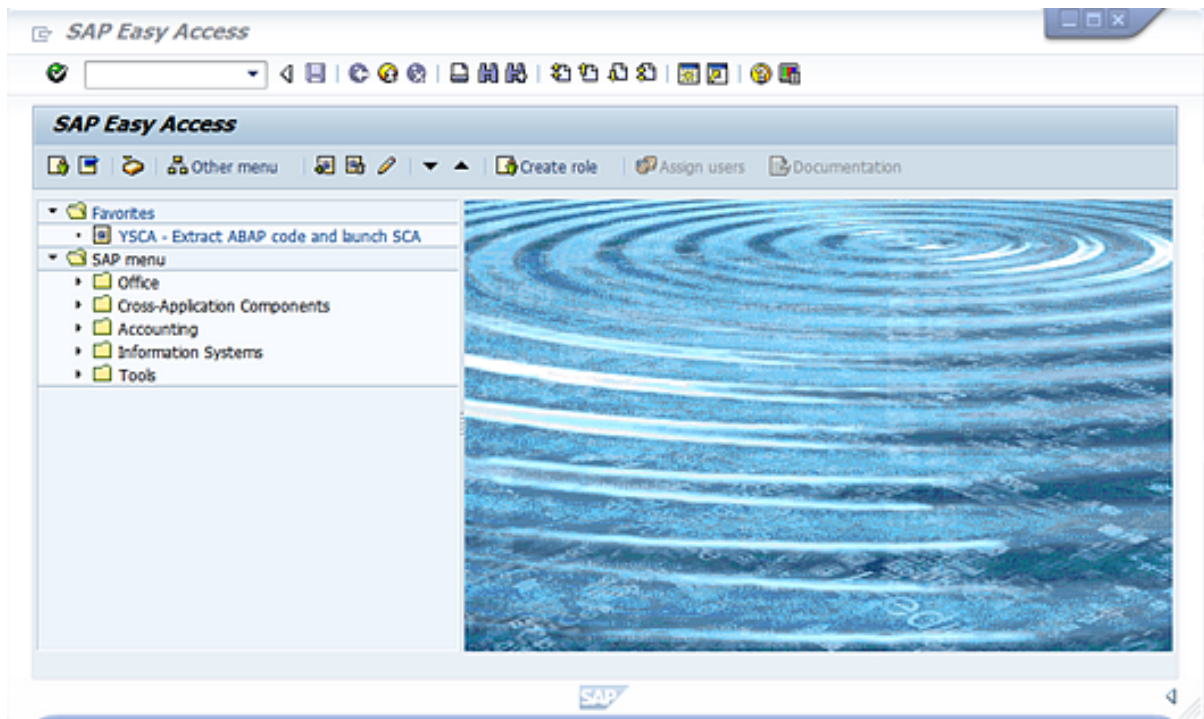 SAP Easy Access
SAP Easy Access
Other menu Create role Assign users Documentation
Favorites
YSCA - Extract ABAP code and launch SCA
SAP menu
Office
Cross-Application Components
Accounting
Information Systems
Tools
SAP